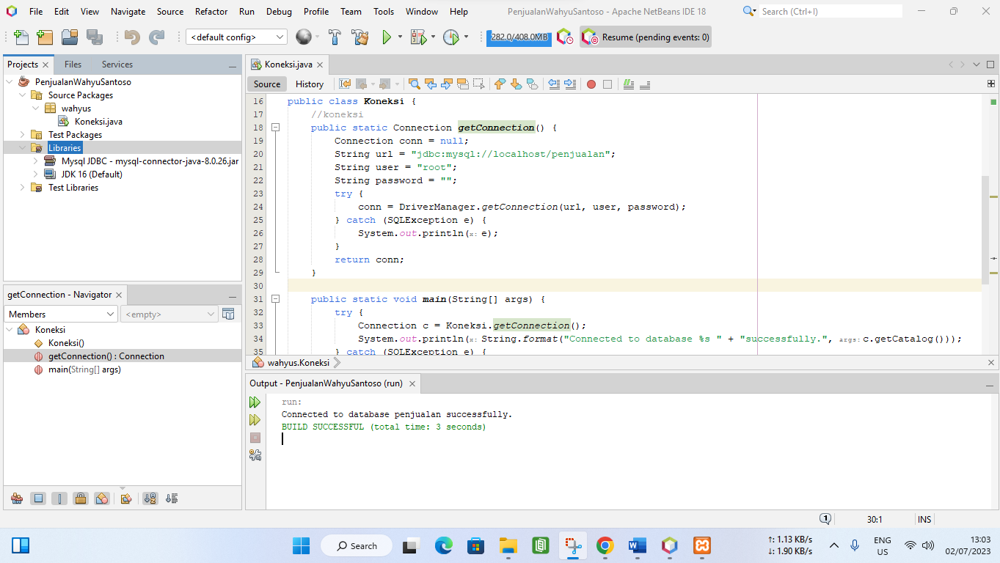 File Edit View Navigate Source Refactor Run Debug Profile Team Tools Window Help PenjualanWahyuSantoso - Apache NetBeans IDE 18 Search (Ctrl+I)
<default config> 282.0/408.0MB Resume (pending events: 0)
Projects Files Services
PenjualanWahyuSantoso
Source Packages
wahyus
Koneksi.java
Test Packages
Libraries
Mysql JDBC - mysql-connector-java-8.0.26.jar
JDK 16 (Default)
Test Libraries
getConnection - Navigator
Members <empty>
Koneksi
Koneksi()
getConnection() : Connection
main(String[] args)
Koneksi.java
Source History
16 public class Koneksi {
17 //koneksi
18 public static Connection getConnection() {
19 Connection conn = null;
20 String url = "jdbc:mysql://localhost/penjualan";
21 String user = "root";
22 String password = "";
23 try {
24 conn = DriverManager.getConnection(url, user, password);
25 } catch (SQLException e) {
26 System.out.println(x: e);
27 }
28 return conn;
29 }
30
31 public static void main(String[] args) {
32 try {
33 Connection c = Koneksi.getConnection();
34 System.out.println(x: String.format("Connected to database %s " + "successfully.", args: c.getCatalog()));
35 } catch (SQLException e) {
wahyus.Koneksi
Output - PenjualanWahyuSantoso (run)
run:
Connected to database penjualan successfully.
BUILD SUCCESSFUL (total time: 3 seconds)
1 30:1 INS
Search
↑: 1.13 KB/s
↓: 1.90 KB/s
ENG
US
13:03
02/07/2023